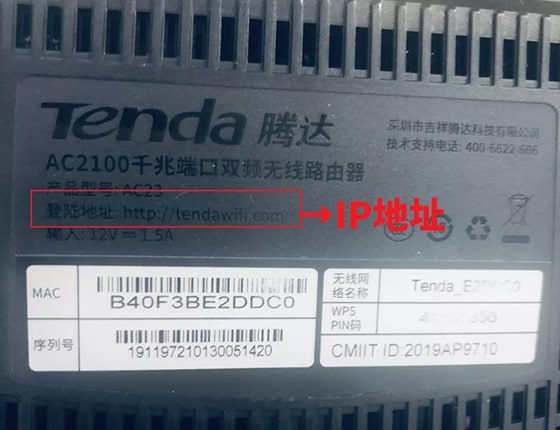 Tenda 腾达
深圳市吉祥腾达科技有限公司
技术支持电话: 400-6622-666
AC2100千兆端口双频无线路由器
产品型号: AC23
登陆地址: http://tendawifi.com
→IP地址
输入: 12V⎓1.5A
MAC
B40F3BE2DDC0
序列号
191197210130051420
无线网
络名称
Tenda_E2DDC0
WPS
PIN码
CMIIT ID:2019AP9710